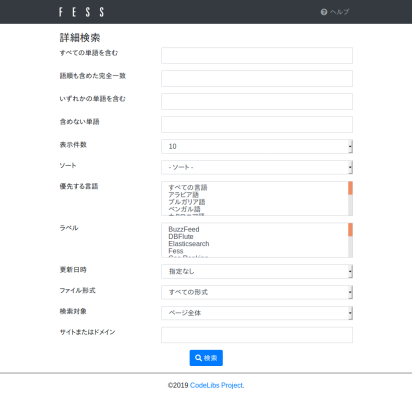 FESS
ヘルプ
詳細検索
すべての単語を含む
語順も含めた完全一致
いずれかの単語を含む
含めない単語
表示件数
10
ソート
- ソート -
優先する言語
すべての言語
アラビア語
ブルガリア語
ベンガル語
ラベル
BuzzFeed
DBFlute
Elasticsearch
Fess
更新日時
指定なし
ファイル形式
すべての形式
検索対象
ページ全体
サイトまたはドメイン
検索
©2019 CodeLibs Project.